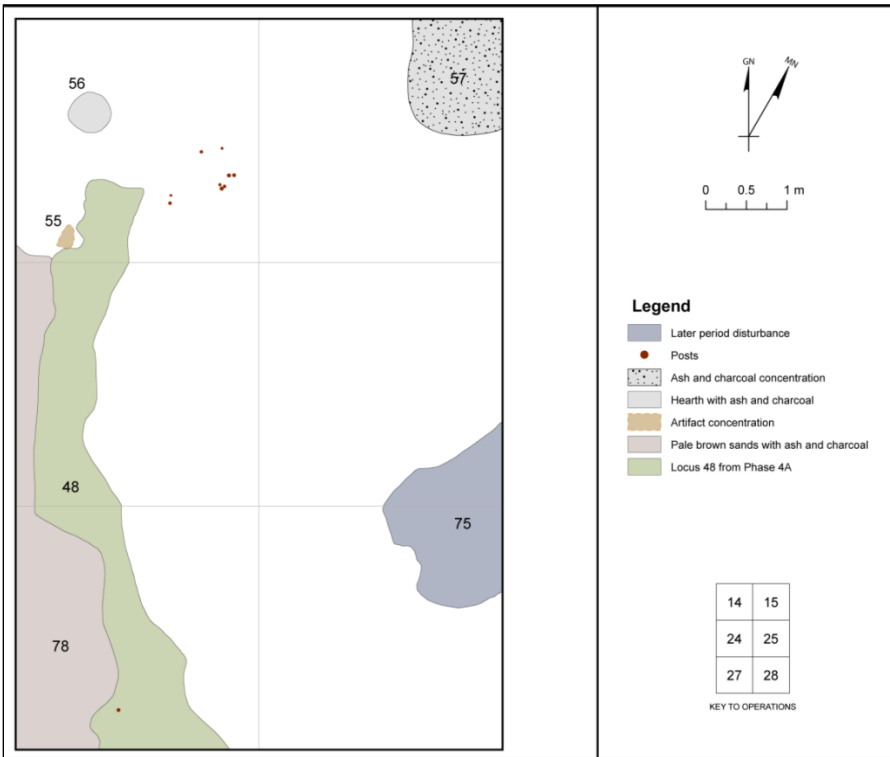 56
57
55
48
75
78
GN MN
0 0.5 1 m
Legend
Later period disturbance
Posts
Ash and charcoal concentration
Hearth with ash and charcoal
Artifact concentration
Pale brown sands with ash and charcoal
Locus 48 from Phase 4A
14 15
24 25
27 28
KEY TO OPERATIONS